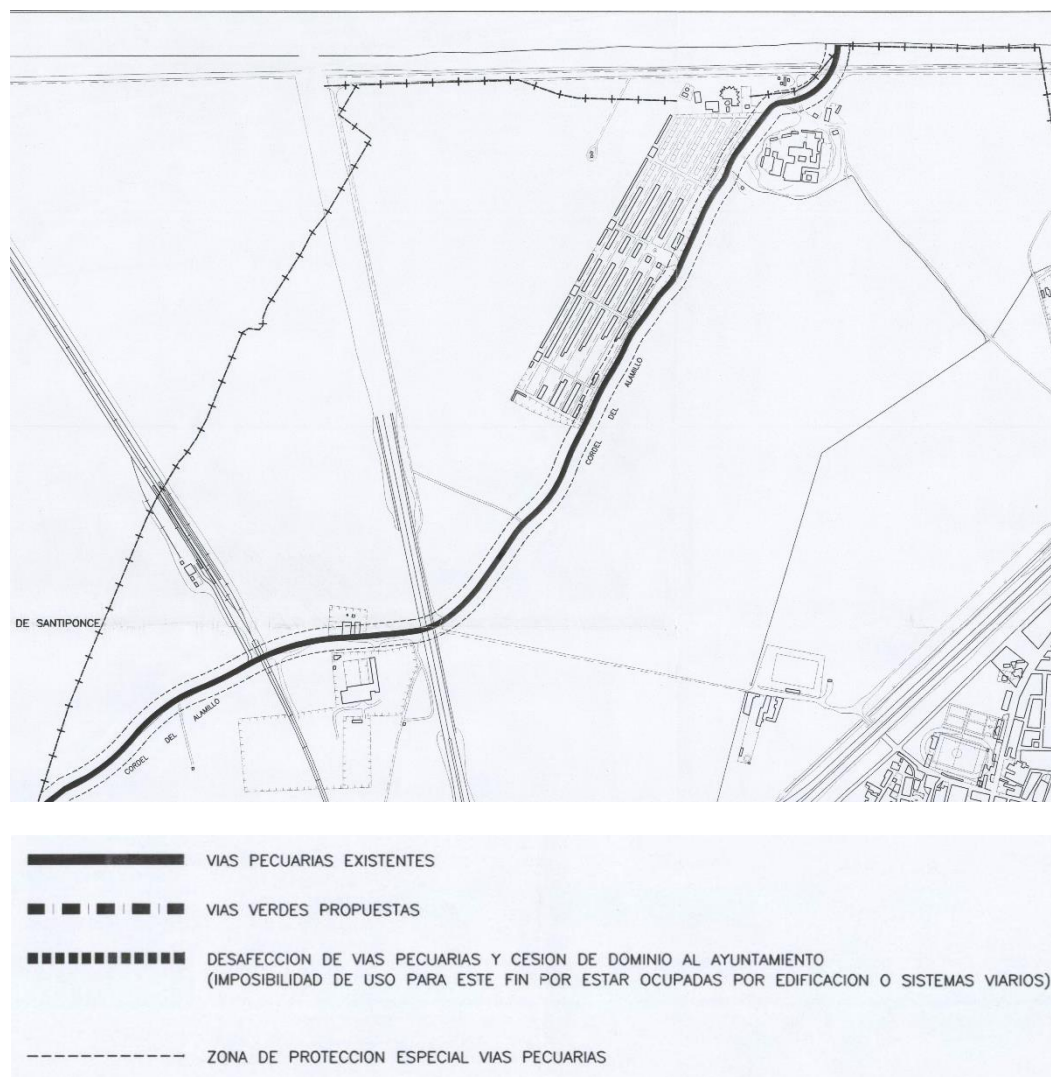 CORDEL DEL ALAMILLO
DE SANTIPONCE
CORDEL DEL ALAMILLO
VIAS PECUARIAS EXISTENTES
VIAS VERDES PROPUESTAS
DESAFECCION DE VIAS PECUARIAS Y CESION DE DOMINIO AL AYUNTAMIENTO
(IMPOSIBILIDAD DE USO PARA ESTE FIN POR ESTAR OCUPADAS POR EDIFICACION O SISTEMAS VIARIOS)
ZONA DE PROTECCION ESPECIAL VIAS PECUARIAS